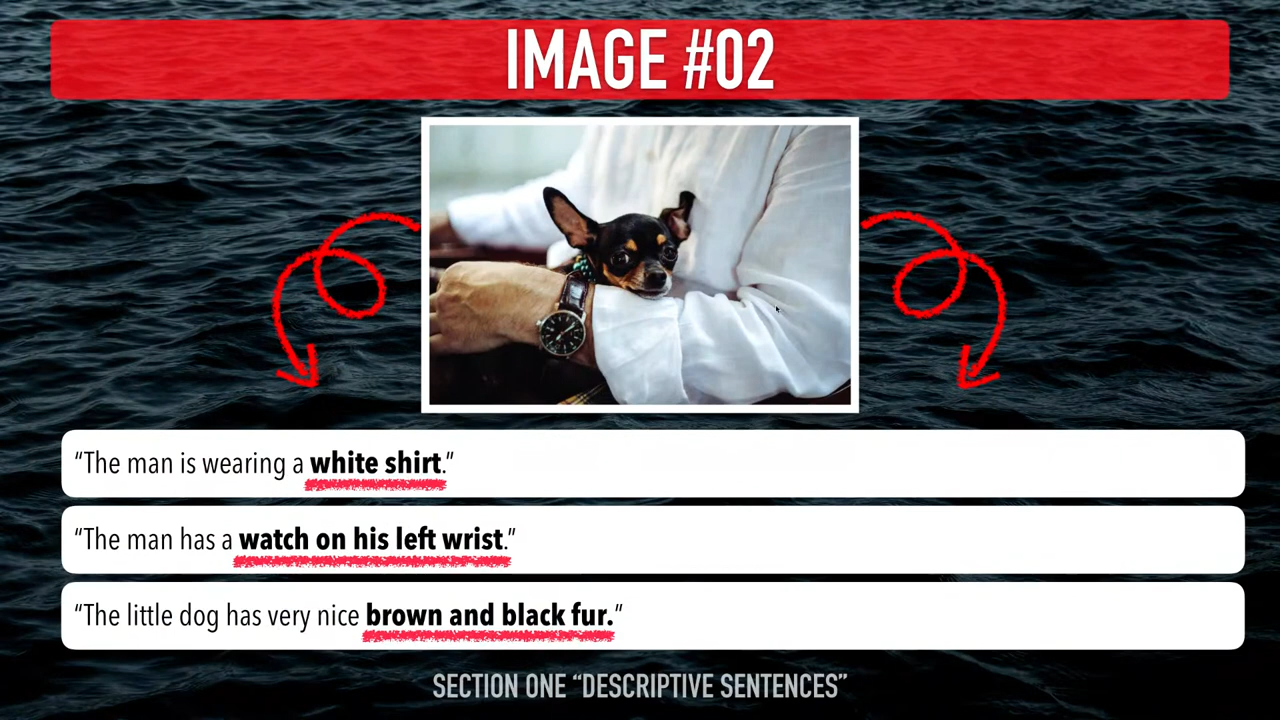 IMAGE #02
“The man is wearing a white shirt.”
“The man has a watch on his left wrist.”
“The little dog has very nice brown and black fur.“
SECTION ONE “DESCRIPTIVE SENTENCES”